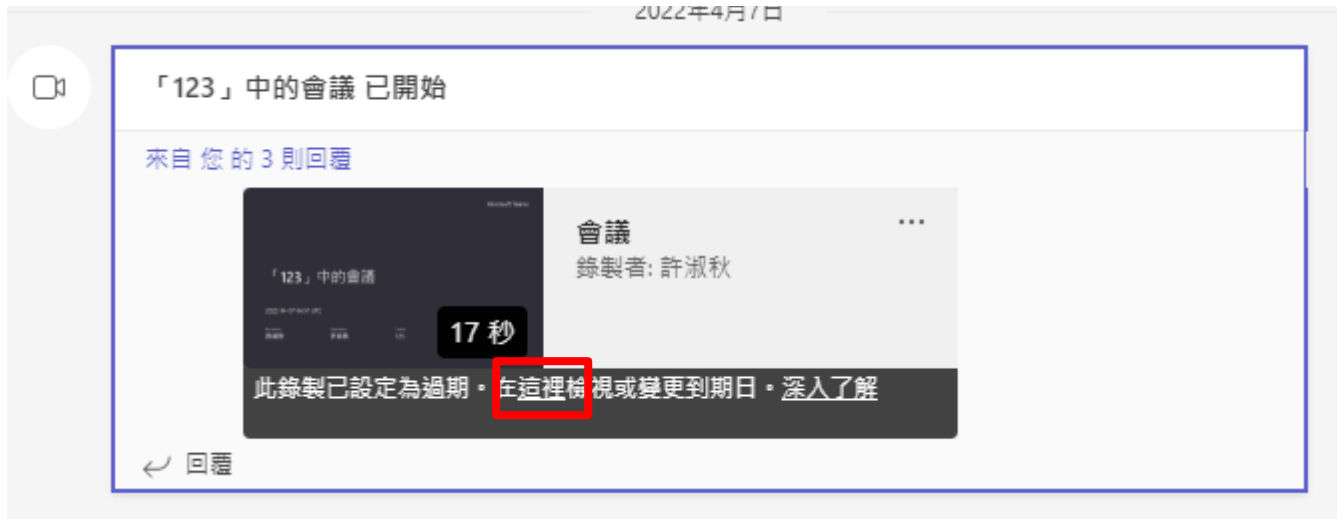 2022年4月7日
「123」中的會議 已開始
來自 您 的 3 則回覆
會議
錄製者: 許淑秋
「123」中的會議
17 秒
此錄製已設定為過期。在這裡檢視或變更到期日。深入了解
回覆